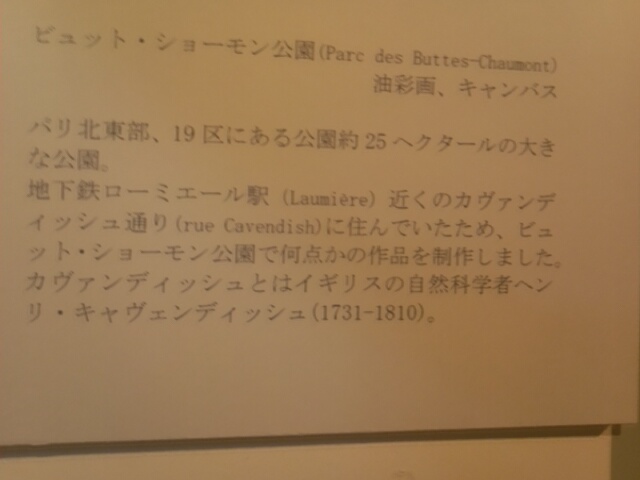 ビュット・ショーモン公園(Parc des Buttes-Chaumont)
油彩画、キャンバス
パリ北東部、19区にある公園約25ヘクタールの大き
な公園。
地下鉄ローミエール駅 (Laumière) 近くのカヴァンデ
ィッシュ通り(rue Cavendish)に住んでいたため、ビュ
ット・ショーモン公園で何点かの作品を制作しました。
カヴァンディッシュとはイギリスの自然科学者ヘン
リ・キャヴェンディッシュ(1731-1810)。